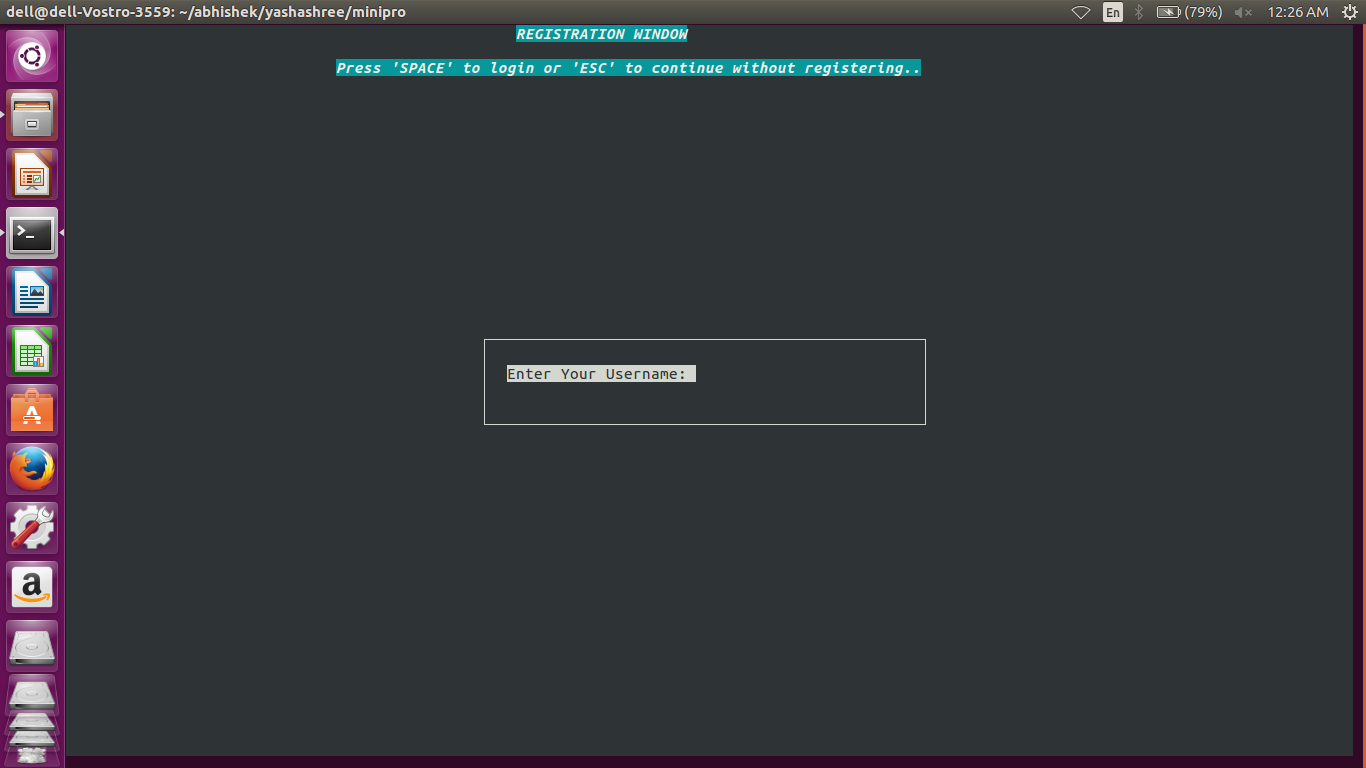 dell@dell-Vostro-3559: ~/abhishek/yashashree/minipro
En
(79%)
12:26 AM
REGISTRATION WINDOW
Press 'SPACE' to login or 'ESC' to continue without registering..
>_
Enter Your Username:
A
a